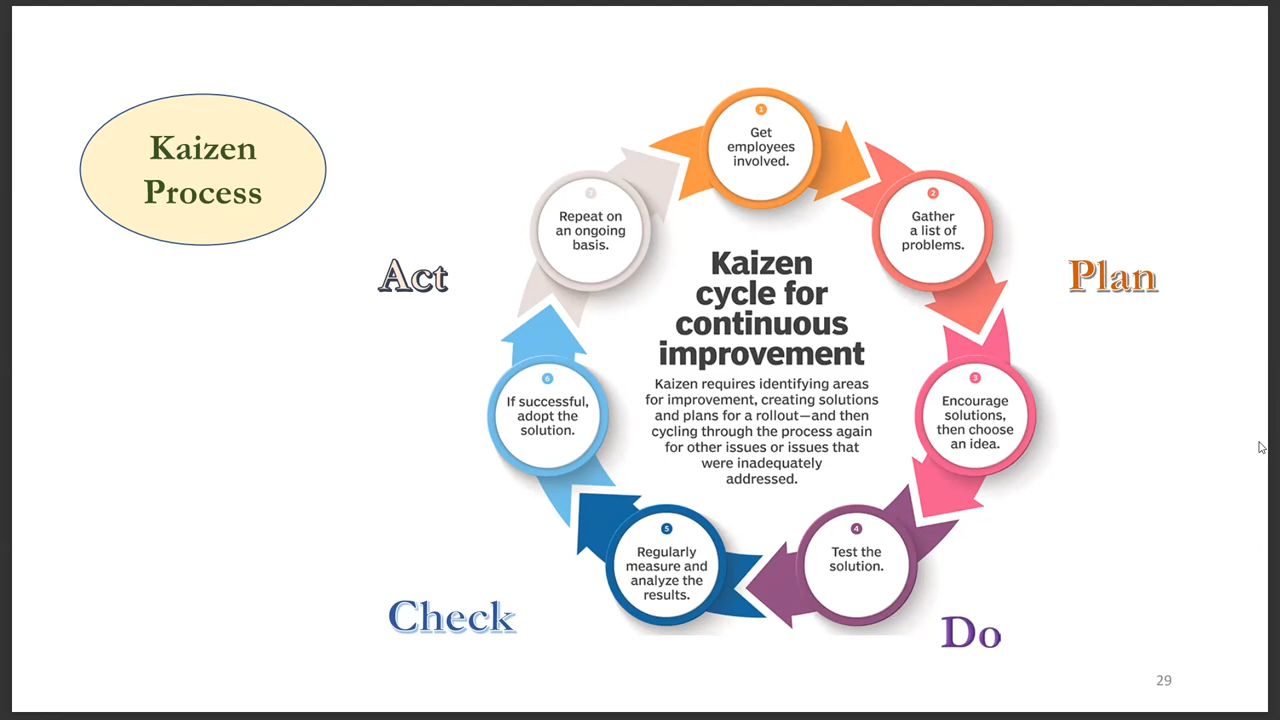 Kaizen
Process
1
Get
employees
involved.
2
Gather
a list of
problems.
3
Encourage
solutions,
then choose
an idea.
4
Test the
solution.
5
Regularly
measure and
analyze the
results.
6
If successful,
adopt the
solution.
7
Repeat on
an ongoing
basis.
Kaizen
cycle for
continuous
improvement
Kaizen requires identifying areas
for improvement, creating solutions
and plans for a rollout—and then
cycling through the process again
for other issues or issues that
were inadequately
addressed.
Plan
Do
Check
Act
29